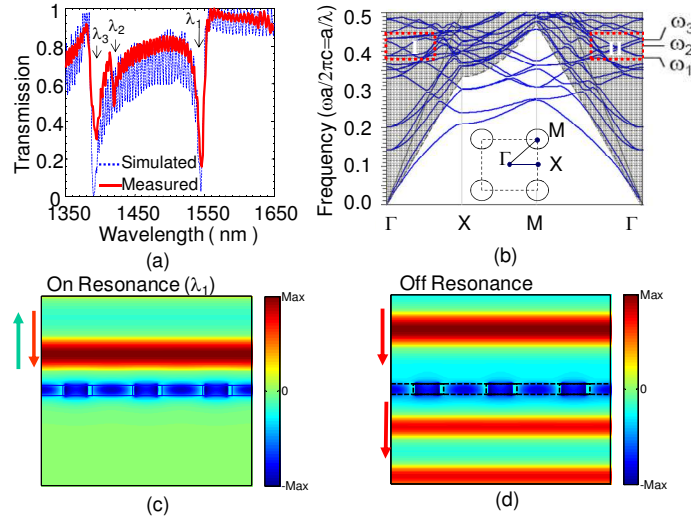 1
0.8
0.6
0.4
0.2
0
Transmission
λ3
λ2
λ1
Simulated
Measured
1350 1450 1550 1650
Wavelength ( nm )
(a)
Frequency (ωa/2πc=a/λ)
0.5
0.4
0.3
0.2
0.1
0.0
I
II
ω3
ω2
ω1
M
Γ
X
Γ X M Γ
(b)
On Resonance (λ1)
Max
0
-Max
(c)
Off Resonance
Max
0
-Max
(d)